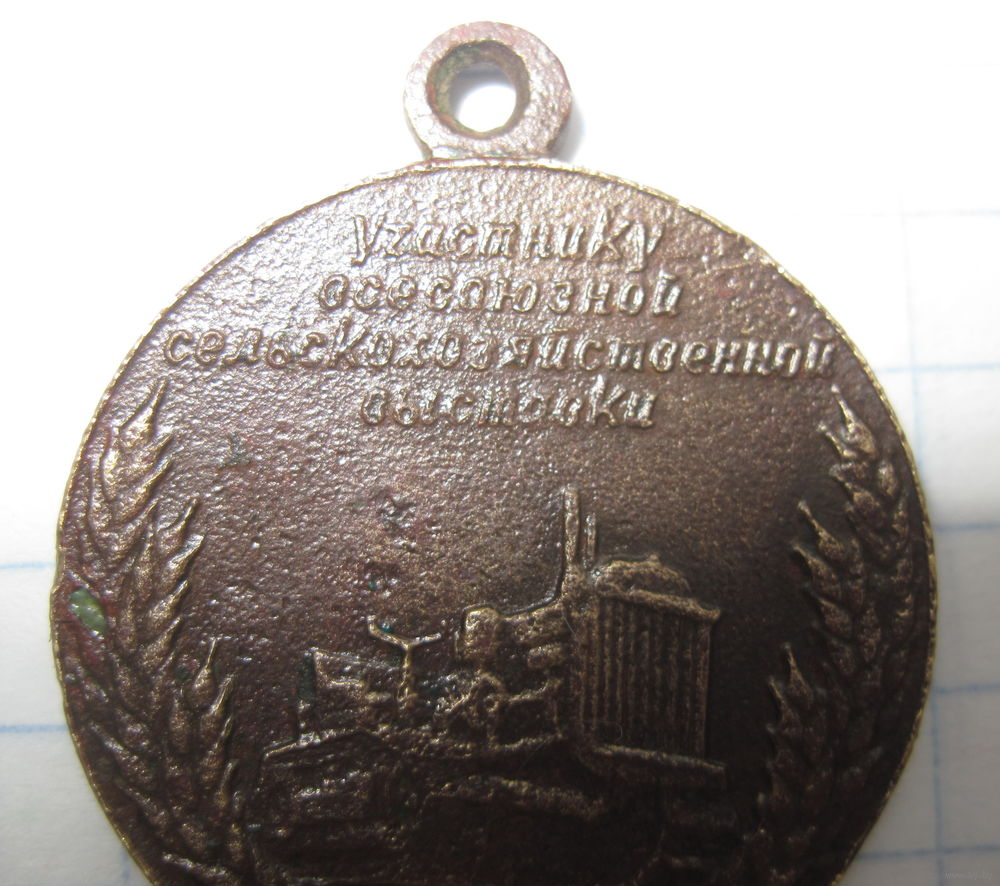 Участнику
всесоюзной
сельскохозяйственной
выставки